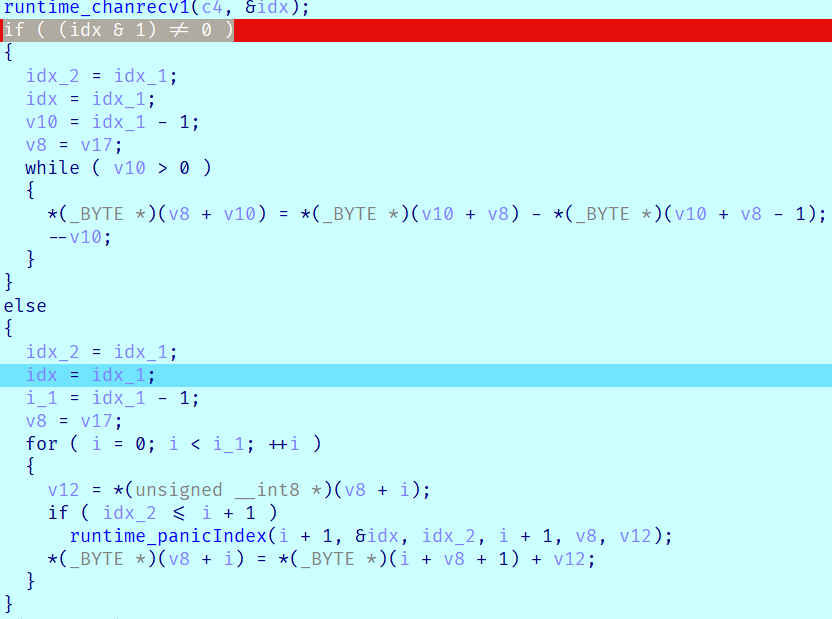 runtime_chanrecv1(c4, &idx);
if ( (idx & 1) != 0 )
{
idx_2 = idx_1;
idx = idx_1;
v10 = idx_1 - 1;
v8 = v17;
while ( v10 > 0 )
{
*(_BYTE *)(v8 + v10) = *(_BYTE *)(v10 + v8) - *(_BYTE *)(v10 + v8 - 1);
--v10;
}
}
else
{
idx_2 = idx_1;
idx = idx_1;
i_1 = idx_1 - 1;
v8 = v17;
for ( i = 0; i < i_1; ++i )
{
v12 = *(unsigned __int8 *)(v8 + i);
if ( idx_2 <= i + 1 )
runtime_panicIndex(i + 1, &idx, idx_2, i + 1, v8, v12);
*(_BYTE *)(v8 + i) = *(_BYTE *)(i + v8 + 1) + v12;
}
}